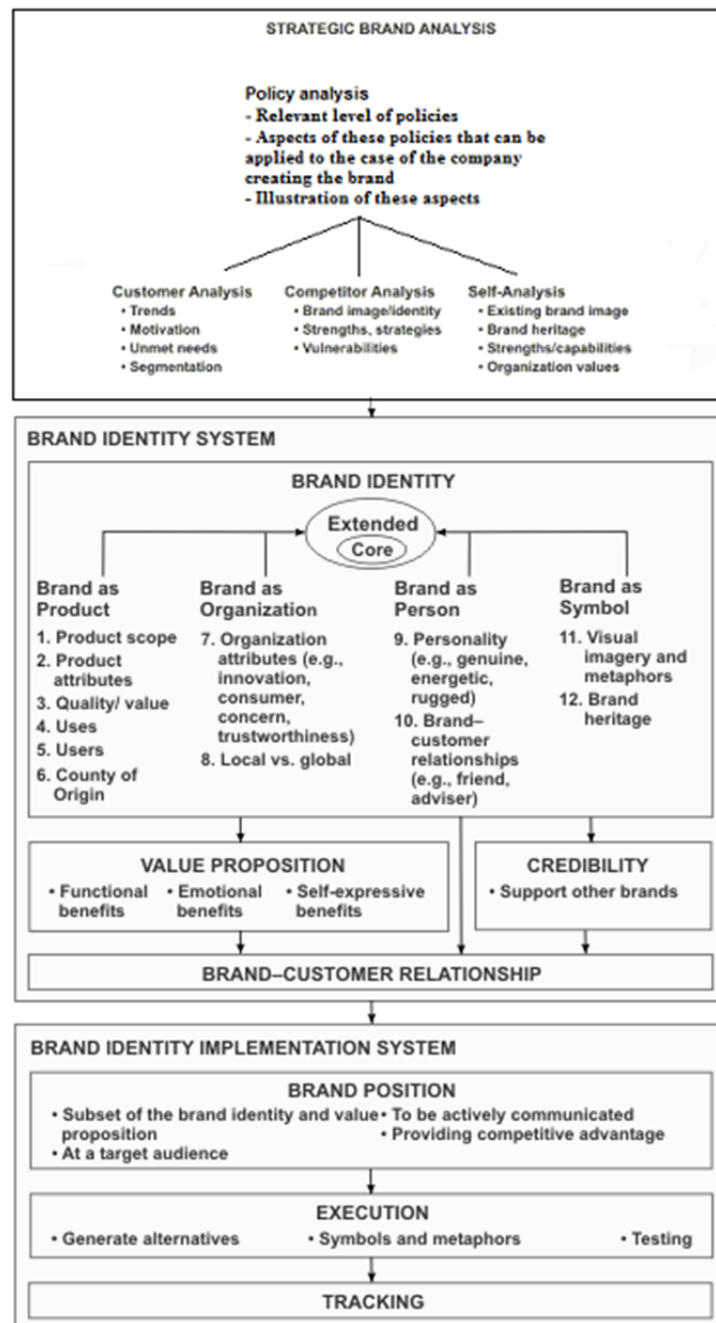 STRATEGIC BRAND ANALYSIS
Policy analysis
- Relevant level of policies
- Aspects of these policies that can be
applied to the case of the company
creating the brand
- Illustration of these aspects
Customer Analysis
• Trends
• Motivation
• Unmet needs
• Segmentation
Competitor Analysis
• Brand image/identity
• Strengths, strategies
• Vulnerabilities
Self-Analysis
• Existing brand image
• Brand heritage
• Strengths/capabilities
• Organization values
BRAND IDENTITY SYSTEM
BRAND IDENTITY
Extended
Core
Brand as
Product
1. Product scope
2. Product
attributes
3. Quality/ value
4. Uses
5. Users
6. County of
Origin
Brand as
Organization
7. Organization
attributes (e.g.,
innovation,
consumer,
concern,
trustworthiness)
8. Local vs. global
Brand as
Person
9. Personality
(e.g., genuine,
energetic,
rugged)
10. Brand–
customer
relationships
(e.g., friend,
adviser)
Brand as
Symbol
11. Visual
imagery and
metaphors
12. Brand
heritage
VALUE PROPOSITION
• Functional
benefits
• Emotional
benefits
• Self-expressive
benefits
CREDIBILITY
• Support other brands
BRAND–CUSTOMER RELATIONSHIP
BRAND IDENTITY IMPLEMENTATION SYSTEM
BRAND POSITION
• Subset of the brand identity and value
proposition
• At a target audience
• To be actively communicated
• Providing competitive advantage
EXECUTION
• Generate alternatives
• Symbols and metaphors
• Testing
TRACKING